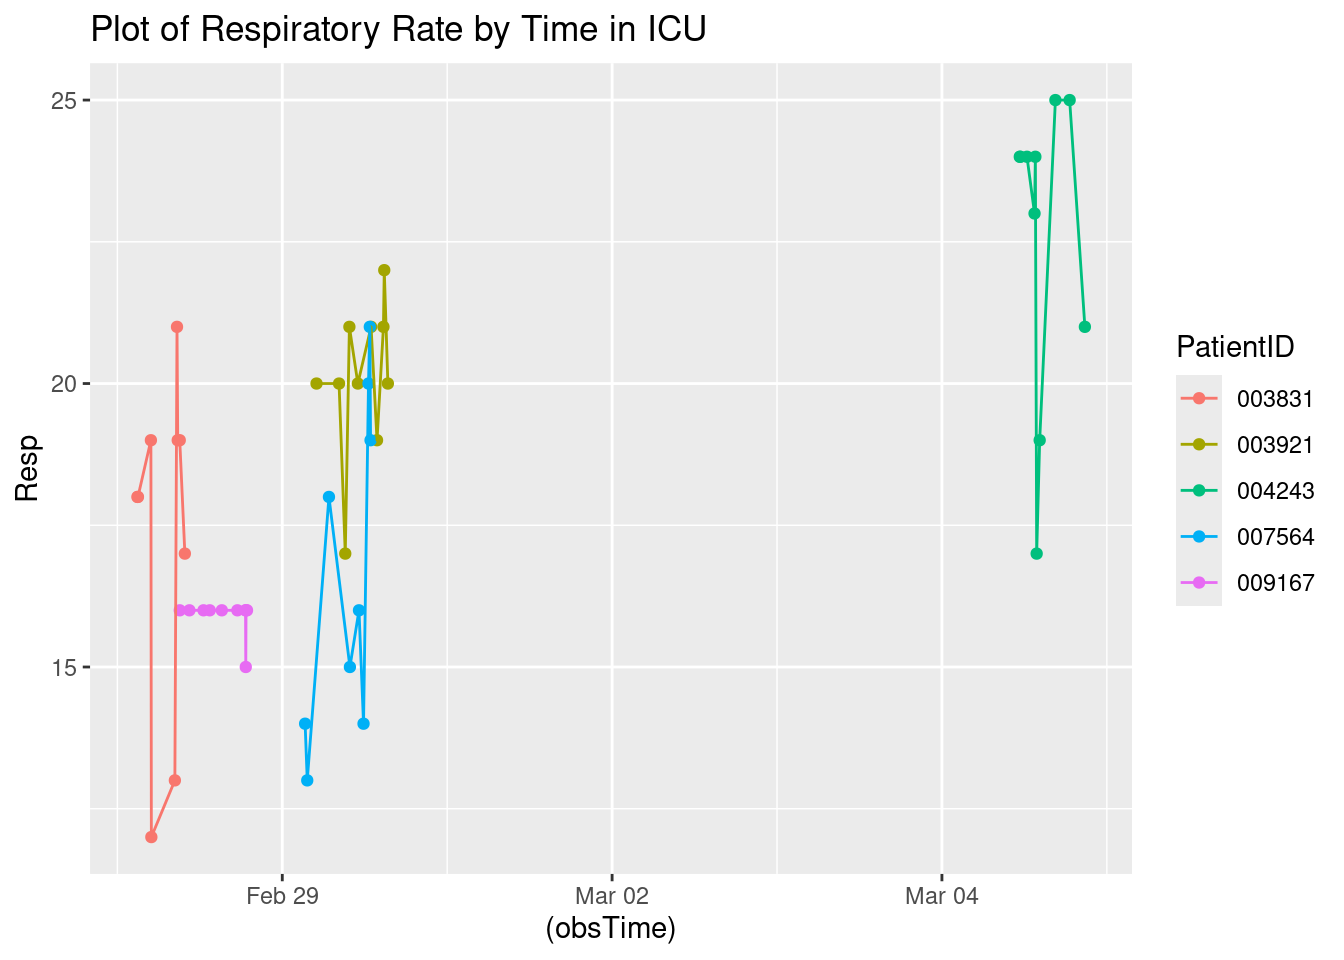 Plot of Respiratory Rate by Time in ICU
25
20
15
Resp
Feb 29
Mar 02
Mar 04
(obsTime)
PatientID
003831
003921
004243
007564
009167